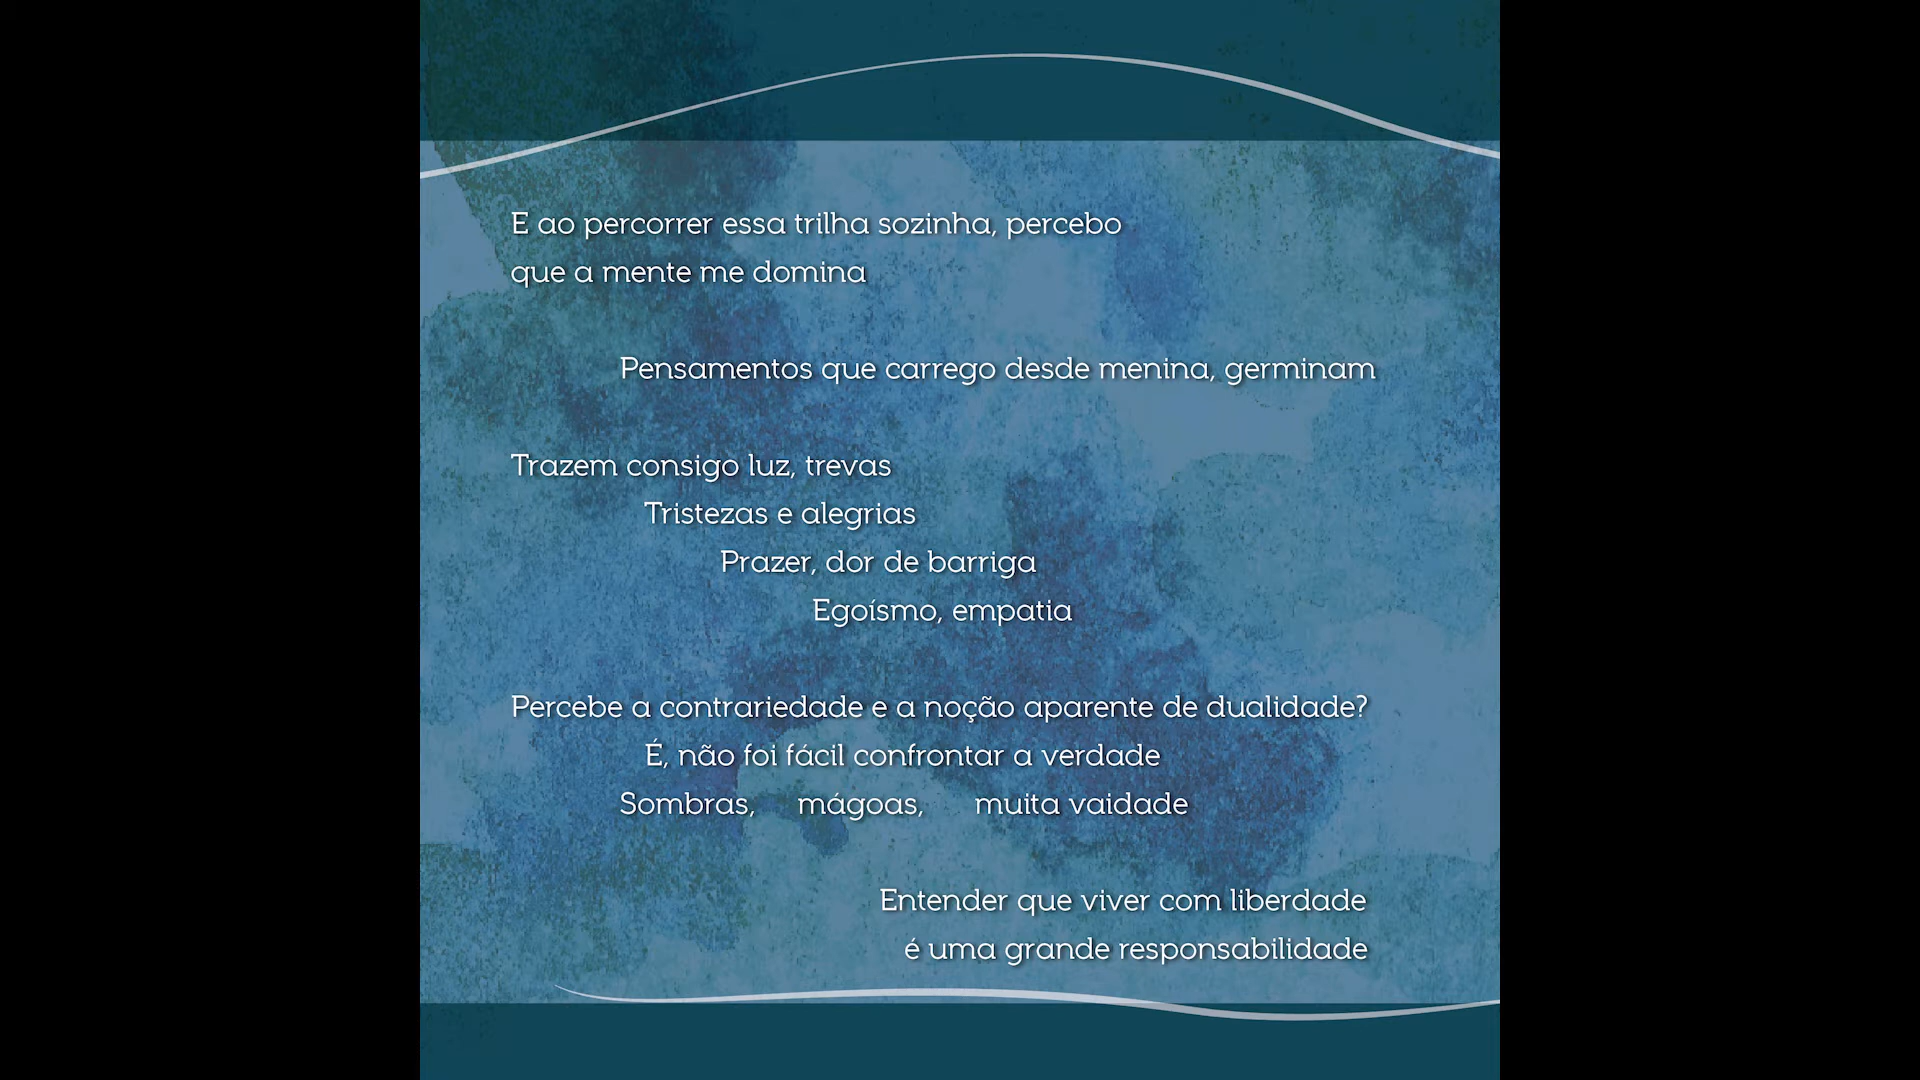 E ao percorrer essa trilha sozinha, percebo
que a mente me domina
Pensamentos que carrego desde menina, germinam
Trazem consigo luz, trevas
Tristezas e alegrias
Prazer, dor de barriga
Egoísmo, empatia
Percebe a contrariedade e a noção aparente de dualidade?
É, não foi fácil confrontar a verdade
Sombras, mágoas, muita vaidade
Entender que viver com liberdade
é uma grande responsabilidade